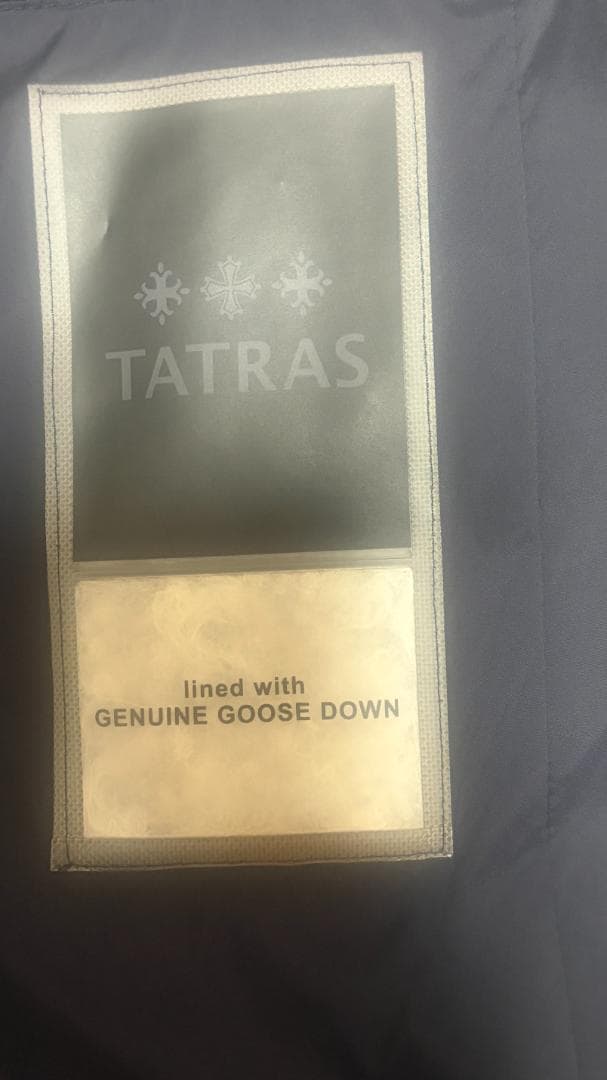 TATRAS
lined with
GENUINE GOOSE DOWN